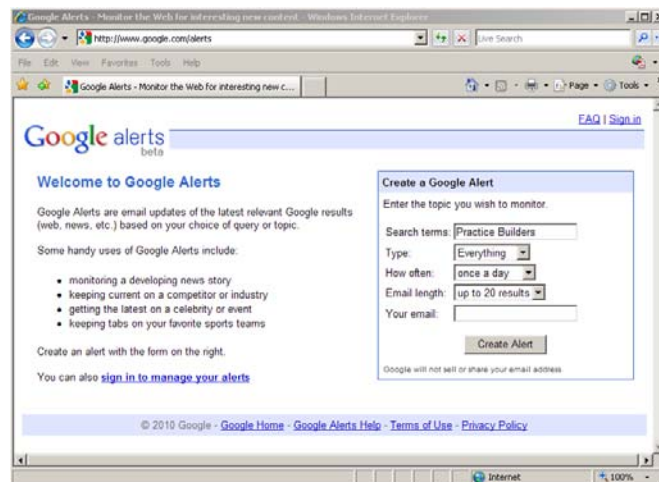 Google Alerts - Monitor the Web for interesting new content - Windows Internet Explorer
http://www.google.com/alerts
Live Search
File Edit View Favorites Tools Help
Google Alerts - Monitor the Web for interesting new c...
Page Tools
FAQ | Sign in
Google alerts
beta
Welcome to Google Alerts
Google Alerts are email updates of the latest relevant Google results
(web, news, etc.) based on your choice of query or topic.
Some handy uses of Google Alerts include:
• monitoring a developing news story
• keeping current on a competitor or industry
• getting the latest on a celebrity or event
• keeping tabs on your favorite sports teams
Create an alert with the form on the right.
You can also sign in to manage your alerts
Create a Google Alert
Enter the topic you wish to monitor.
Search terms: Practice Builders
Type: Everything
How often: once a day
Email length: up to 20 results
Your email:
Create Alert
Google will not sell or share your email address.
© 2010 Google - Google Home - Google Alerts Help - Terms of Use - Privacy Policy
Internet
100%